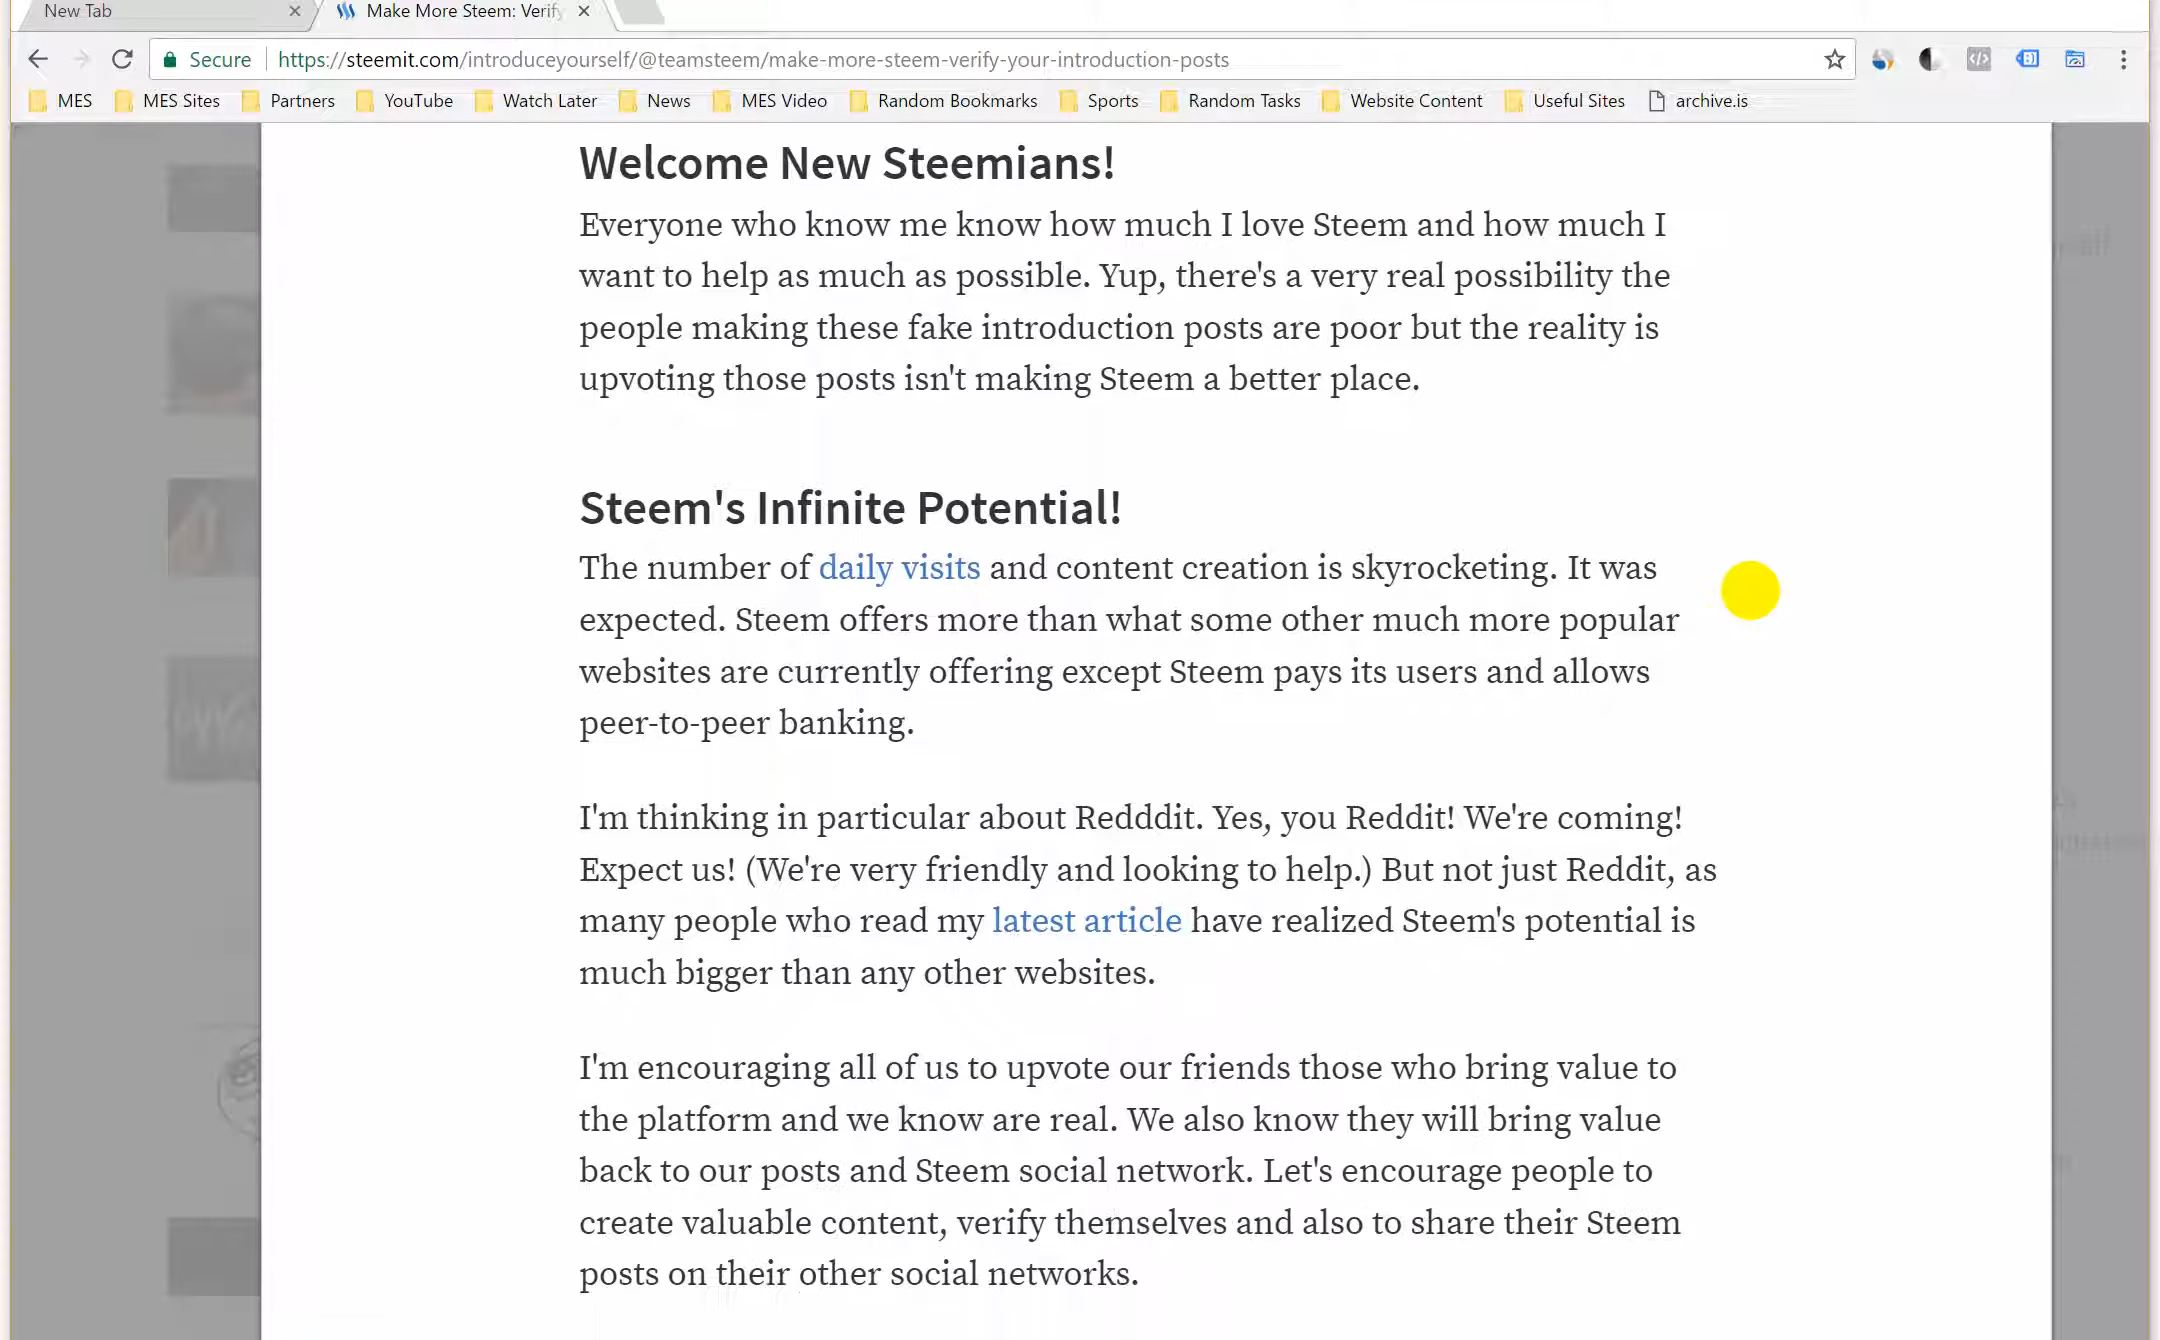 New Tab
Make More Steem: Verify
Secure
https://steemit.com/introduceyourself/@teamsteem/make-more-steem-verify-your-introduction-posts
MES MES Sites Partners YouTube Watch Later News MES Video Random Bookmarks Sports Random Tasks Website Content Useful Sites archive.is
Welcome New Steemians!
Everyone who know me know how much I love Steem and how much I
want to help as much as possible. Yup, there's a very real possibility the
people making these fake introduction posts are poor but the reality is
upvoting those posts isn't making Steem a better place.
Steem's Infinite Potential!
The number of daily visits and content creation is skyrocketing. It was
expected. Steem offers more than what some other much more popular
websites are currently offering except Steem pays its users and allows
peer-to-peer banking.
I'm thinking in particular about Redddit. Yes, you Reddit! We're coming!
Expect us! (We're very friendly and looking to help.) But not just Reddit, as
many people who read my latest article have realized Steem's potential is
much bigger than any other websites.
I'm encouraging all of us to upvote our friends those who bring value to
the platform and we know are real. We also know they will bring value
back to our posts and Steem social network. Let's encourage people to
create valuable content, verify themselves and also to share their Steem
posts on their other social networks.